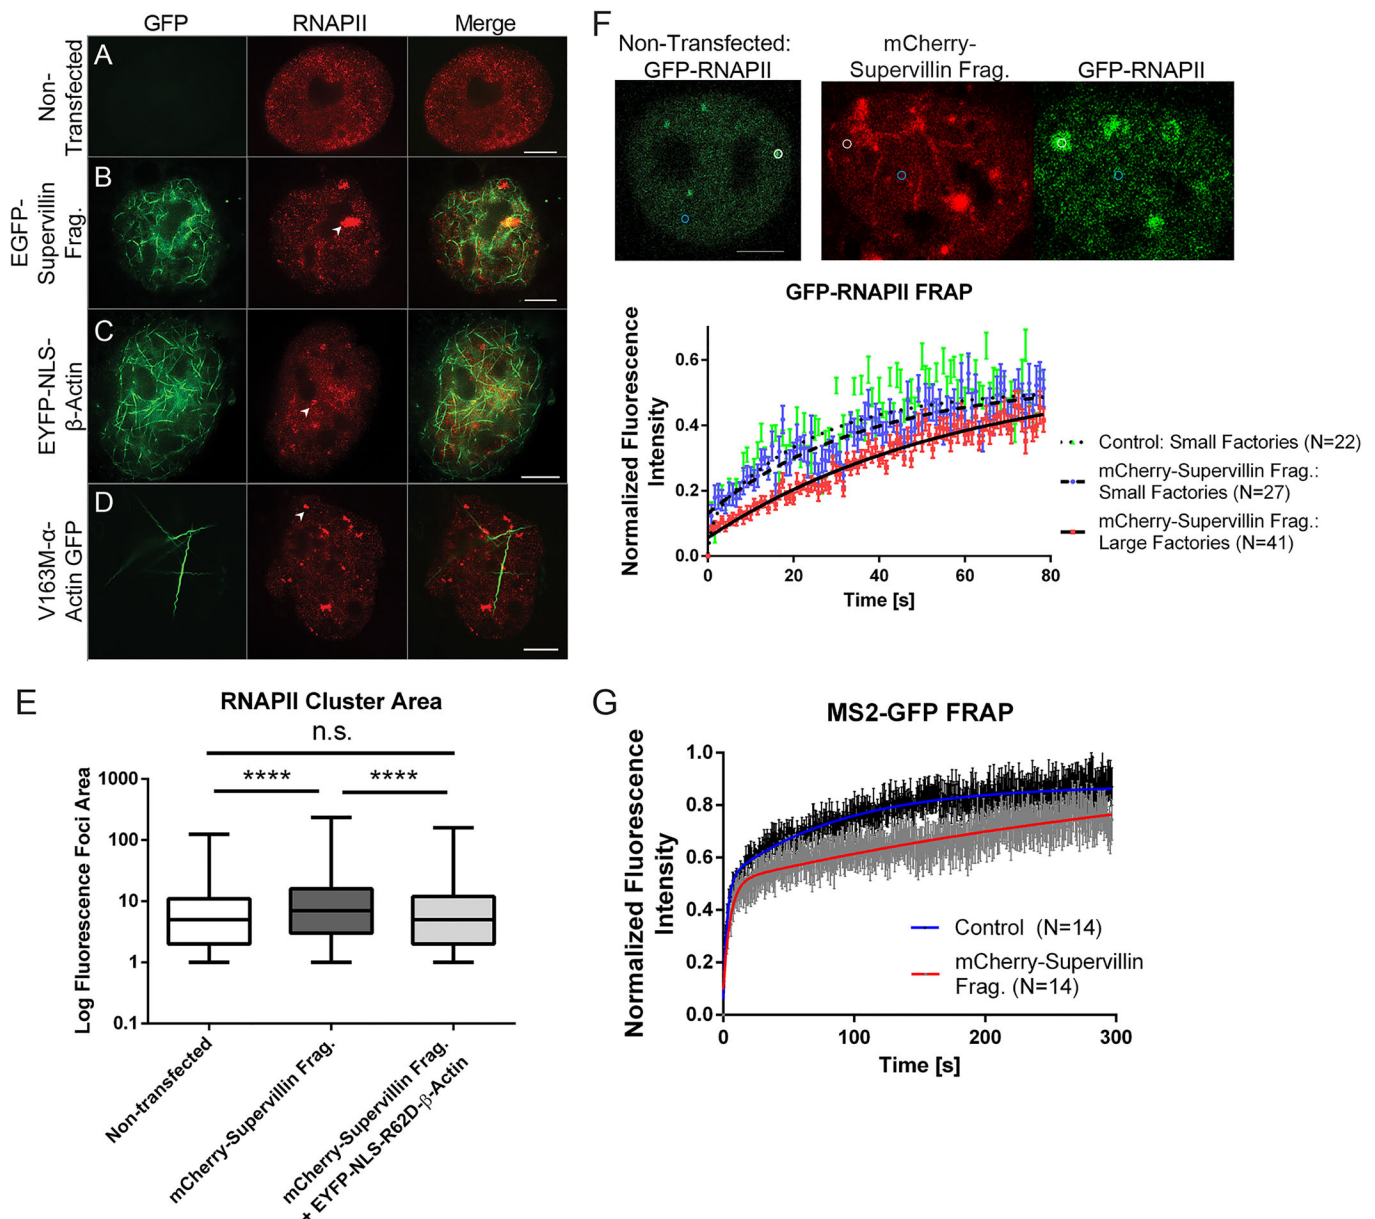 GFP RNAPII Merge
A
Non-
Transfected
B
EGFP-
Supervillin
Frag.
C
EYFP-NLS-
β-Actin
D
V163M-α-
Actin GFP
E
RNAPII Cluster Area
n.s.
**** ****
Log Fluorescence Foci Area
1000
100
10
1
0.1
Non-transfected
mCherry-Supervillin Frag.
mCherry-Supervillin Frag.
+ EYFP-NLS-R62D-β-Actin
F
Non-Transfected:
GFP-RNAPII
mCherry-
Supervillin Frag.
GFP-RNAPII
GFP-RNAPII FRAP
Normalized Fluorescence
Intensity
0.6
0.4
0.2
0.0
0 20 40 60 80
Time [s]
Control: Small Factories (N=22)
mCherry-Supervillin Frag.:
Small Factories (N=27)
mCherry-Supervillin Frag.:
Large Factories (N=41)
G
MS2-GFP FRAP
Normalized Fluorescence
Intensity
1.0
0.8
0.6
0.4
0.2
0.0
0 100 200 300
Time [s]
Control (N=14)
mCherry-Supervillin
Frag. (N=14)